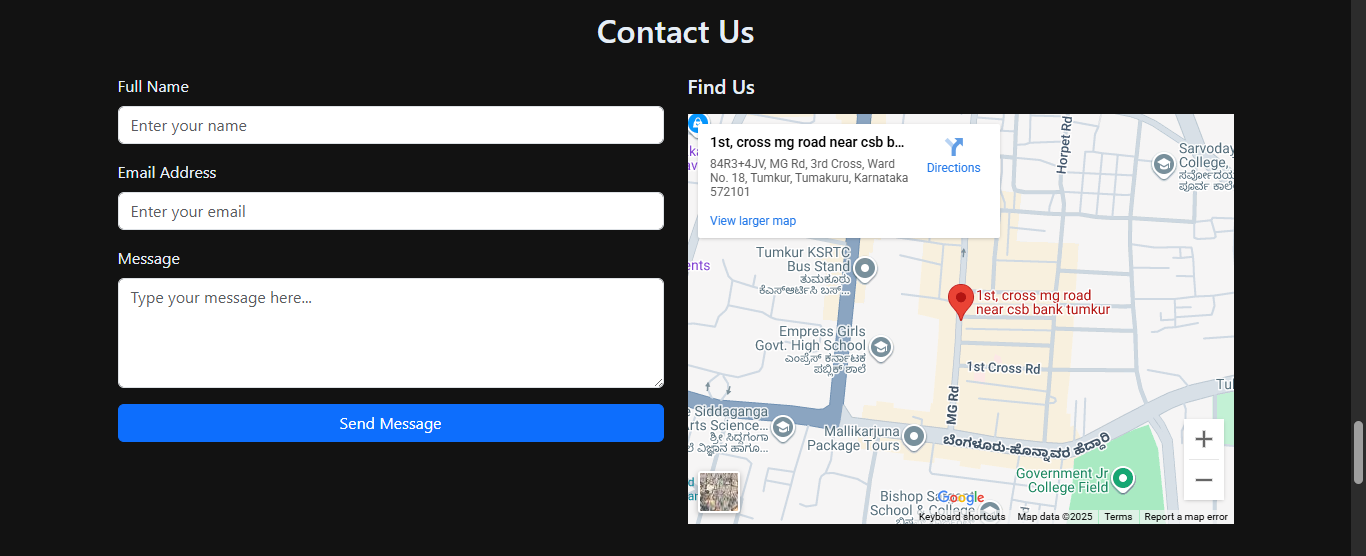 Contact Us
Full Name
Enter your name
Email Address
Enter your email
Message
Type your message here...
Send Message
Find Us
1st, cross mg road near csb b...
84R3+4JV, MG Rd, 3rd Cross, Ward
No. 18, Tumkur, Tumakuru, Karnataka
572101
Directions
View larger map
Horpet Rd
Sarvoday
College,
ಸರ್ವೋದಯ
ಪೂರ್ವ ಕಾಲೆ
ents
Tumkur KSRTC
Bus Stand
ತುಮಕೂರು
ಕೆಎಸ್ಆರ್ಟಿಸಿ ಬಸ್...
1st, cross mg road
near csb bank tumkur
Empress Girls
Govt. High School
ಎಂಪ್ರೆಸ್ ಕರ್ನಾಟಕ
ಪಬ್ಲಿಕ್ ಶಾಲೆ
1st Cross Rd
MG Rd
e Siddaganga
Arts Science...
ಶ್ರೀ ಸಿದ್ದಗಂಗಾ
ಲೆ ವಿಜ್ಞಾನ ಹಾಗೂ...
Mallikarjuna
Package Tours
ಬೆಂಗಳೂರು-ಹೊನ್ನಾವರ ಹೆದ್ದಾರಿ
Government Jr
College Field
Bishop
School & College
Google
Keyboard shortcuts
Map data ©2025
Terms
Report a map error